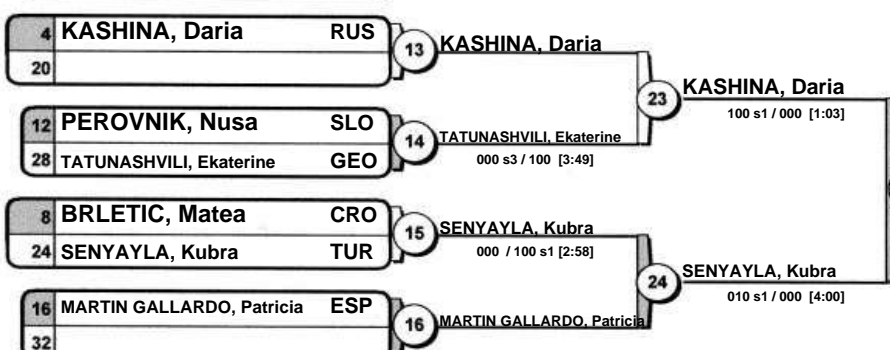 4 KASHINA, Daria RUS
20
13 KASHINA, Daria
12 PEROVNIK, Nusa SLO
28 TATUNASHVILI, Ekaterine GEO
14 TATUNASHVILI, Ekaterine
000 s3 / 100 [3:49]
23 KASHINA, Daria
100 s1 / 000 [1:03]
8 BRLETIC, Matea CRO
24 SENYAYLA, Kubra TUR
15 SENYAYLA, Kubra
000 / 100 s1 [2:58]
16 MARTIN GALLARDO, Patricia ESP
32
16 MARTIN GALLARDO, Patricia
24 SENYAYLA, Kubra
010 s1 / 000 [4:00]